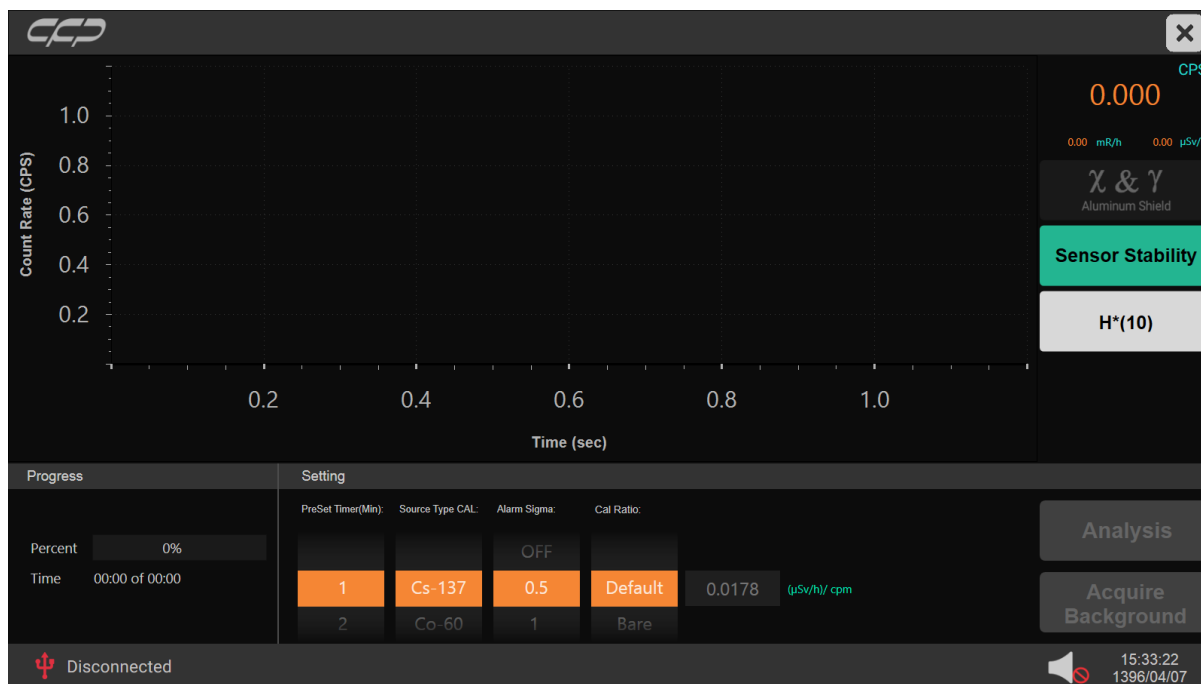 CPS
0.000
0.00 mR/h 0.00 μSv/
χ & γ
Aluminum Shield
Sensor Stability
H*(10)
Count Rate (CPS)
1.0
0.8
0.6
0.4
0.2
0.2 0.4 0.6 0.8 1.0
Time (sec)
Progress
Percent 0%
Time 00:00 of 00:00
Setting
PreSet Timer(Min): Source Type CAL: Alarm Sigma: Cal Ratio:
OFF
1 Cs-137 0.5 Default 0.0178 (μSv/h)/ cpm
2 Co-60 1 Bare
Analysis
Acquire
Background
Disconnected
15:33:22
1396/04/07